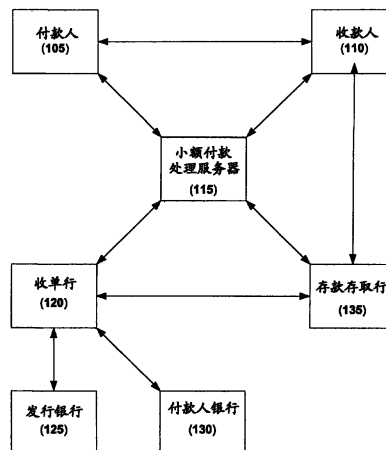 付款人
(105)
收款人
(110)
小额付款
处理服务器
(115)
收单行
(120)
存款存取行
(135)
发行银行
(125)
付款人银行
(130)